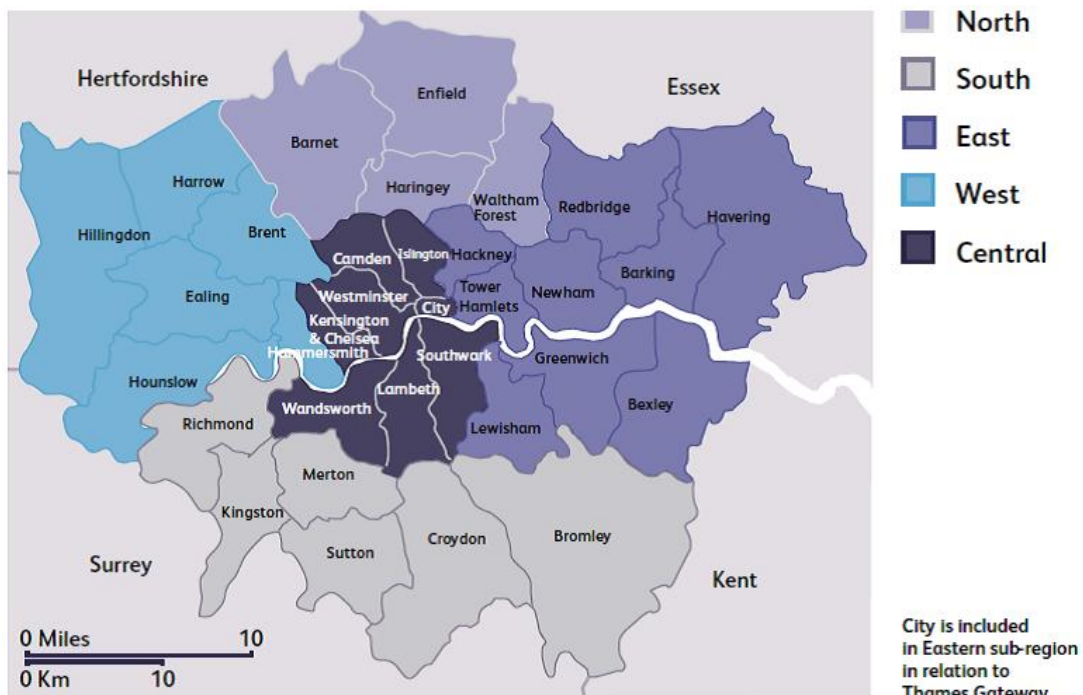 Hertfordshire
Essex
Enfield
Barnet
Haringey
Waltham
Forest
Redbridge
Havering
Harrow
Hillingdon
Brent
Ealing
Hounslow
Hammersmith
Camden
Islington
Hackney
Westminster
City
Tower
Hamlets
Newham
Barking
Kensington
& Chelsea
Southwark
Greenwich
Lambeth
Wandsworth
Lewisham
Bexley
Richmond
Merton
Kingston
Sutton
Croydon
Bromley
Surrey
Kent
0 Miles 10
0 Km 10
North
South
East
West
Central
City is included
in Eastern sub-region
in relation to
Thames Gateway